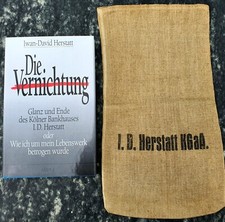 Iwan-David Herstatt
Die
Vernichtung
Glanz und Ende
des Kölner Bankhauses
I.D. Herstatt
oder
Wie ich um mein Lebenswerk
betrogen wurde
I. D. Herstatt KGaA.